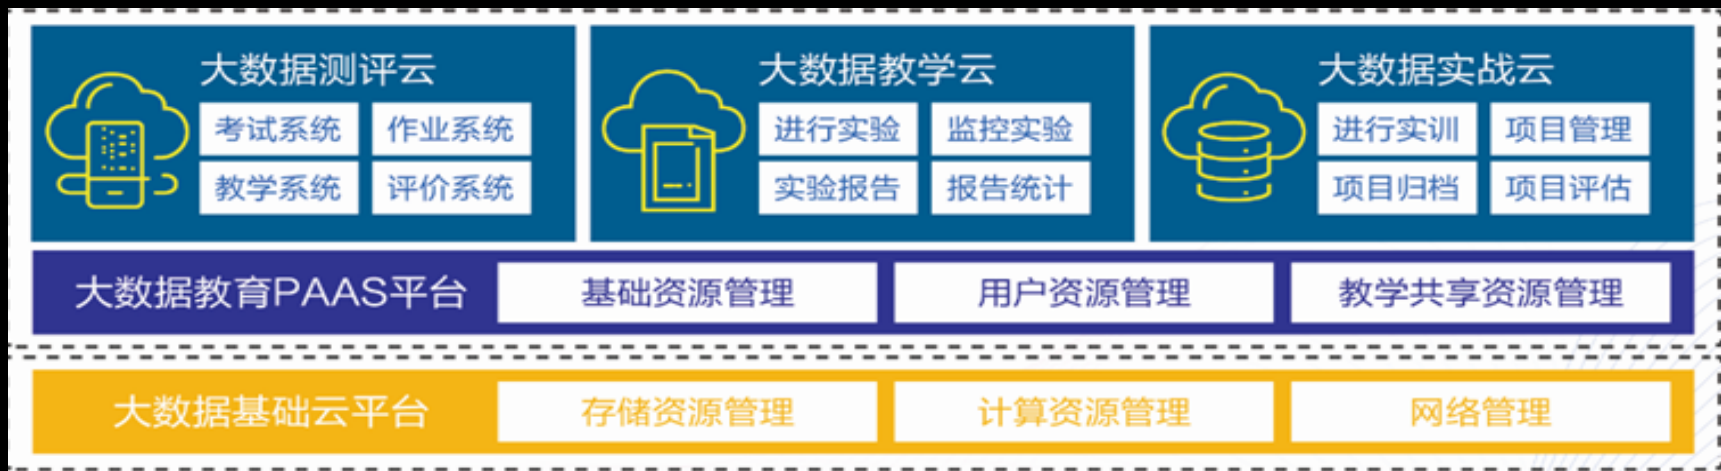 大数据测评云
考试系统 作业系统
教学系统 评价系统
大数据教学云
进行实验 监控实验
实验报告 报告统计
大数据实战云
进行实训 项目管理
项目归档 项目评估
大数据教育PAAS平台 基础资源管理 用户资源管理 教学共享资源管理
大数据基础云平台 存储资源管理 计算资源管理 网络管理